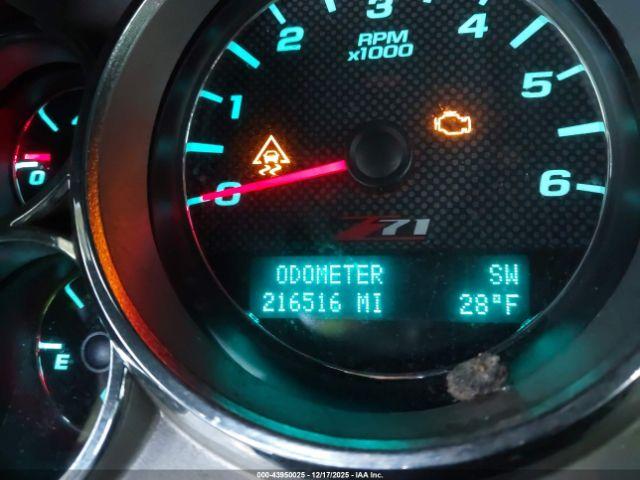 3
2
4
RPM
x1000
1
5
0
6
0
Z71
ODOMETER SW
216516 MI 28°F
E
000-43950025 - 12/17/2025 - IAA Inc.